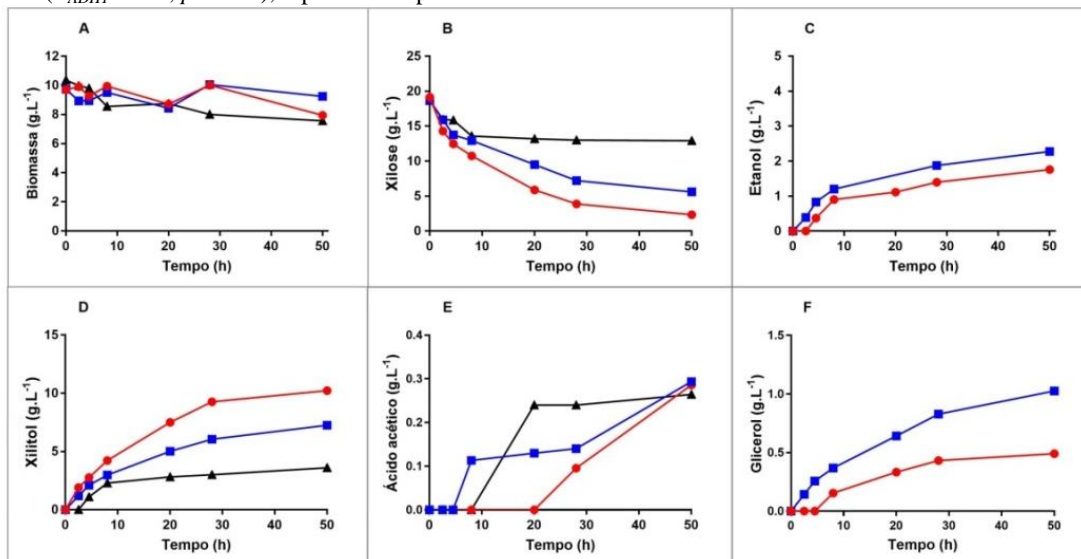 A
Biomassa (g.L⁻¹)
12
10
8
6
4
2
0
0 10 20 30 40 50
Tempo (h)
B
Xilose (g.L⁻¹)
25
20
15
10
5
0
0 10 20 30 40 50
Tempo (h)
C
Etanol (g.L⁻¹)
5
4
3
2
1
0
0 10 20 30 40 50
Tempo (h)
D
Xilitol (g.L⁻¹)
15
10
5
0
0 10 20 30 40 50
Tempo (h)
E
Ácido acético (g.L⁻¹)
0.4
0.3
0.2
0.1
0.0
0 10 20 30 40 50
Tempo (h)
F
Glicerol (g.L⁻¹)
1.5
1.0
0.5
0.0
0 10 20 30 40 50
Tempo (h)